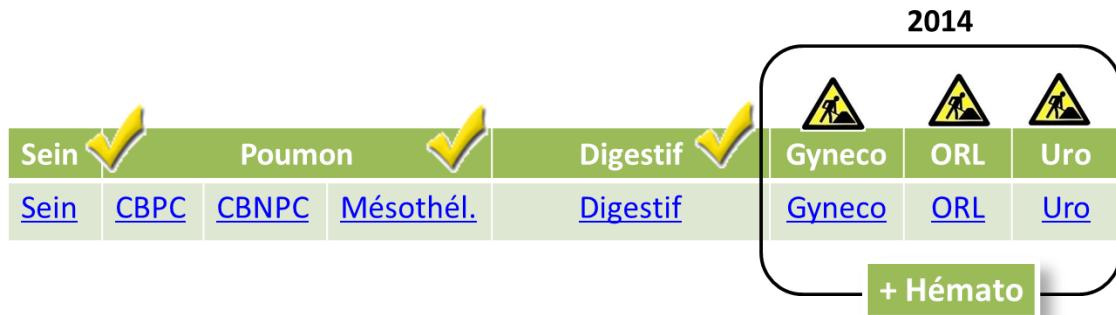 2014
Sein Poumon Digestif Gyneco ORL Uro
Sein CBPC CBNPC Mésothél. Digestif Gyneco ORL Uro
+ Hémato